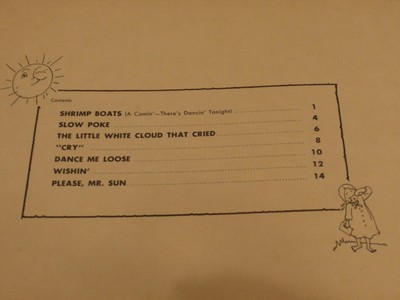 Contents
SHRIMP BOATS (A Comin'—There's Dancin' Tonight) 1
SLOW POKE 4
THE LITTLE WHITE CLOUD THAT CRIED 6
"CRY" 8
DANCE ME LOOSE 10
WISHIN' 12
PLEASE, MR. SUN 14